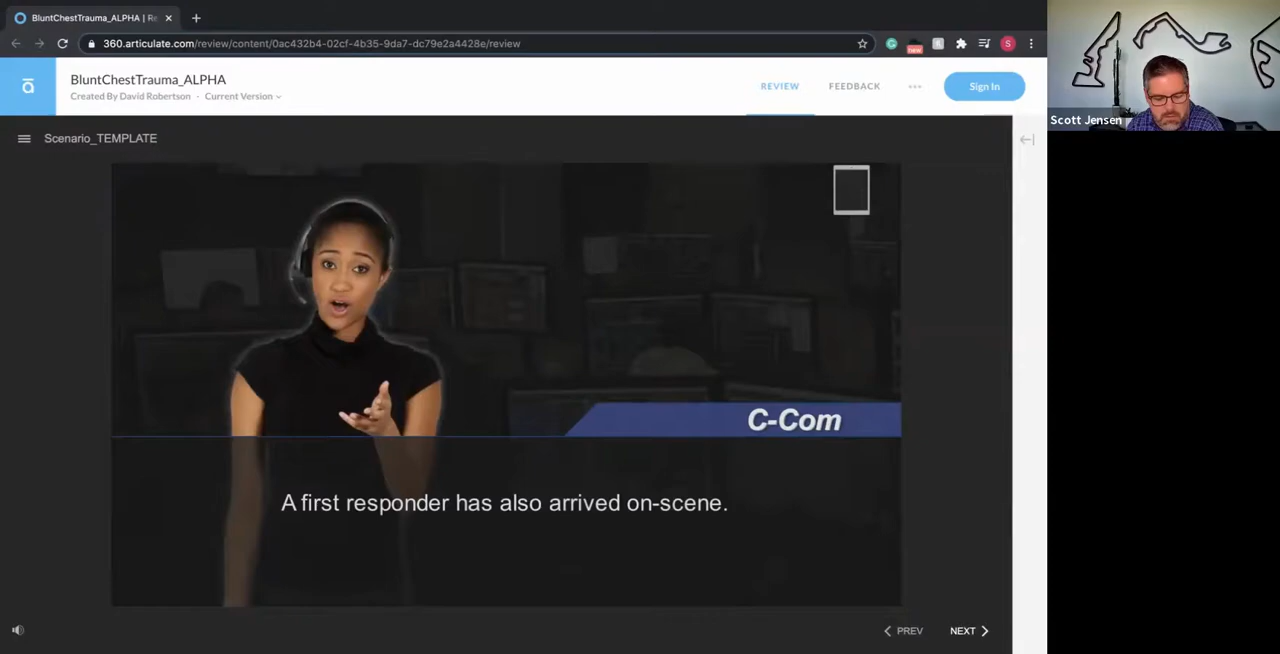 BluntChestTrauma_ALPHA | Re
360.articulate.com/review/content/0ac432b4-02cf-4b35-9da7-dc79e2a4428e/review
new
S
ā
BluntChestTrauma_ALPHA
Created By David Robertson · Current Version
REVIEW
FEEDBACK
Sign In
Scott Jensen
Scenario_TEMPLATE
C-Com
A first responder has also arrived on-scene.
PREV
NEXT